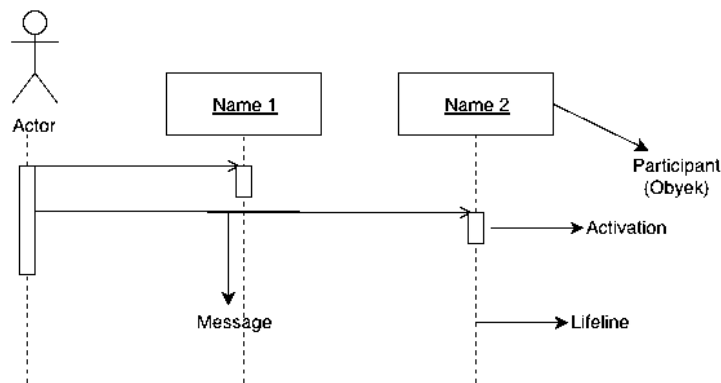 Name 1
Name 2
Actor
Participant
(Obyek)
Activation
Message
Lifeline